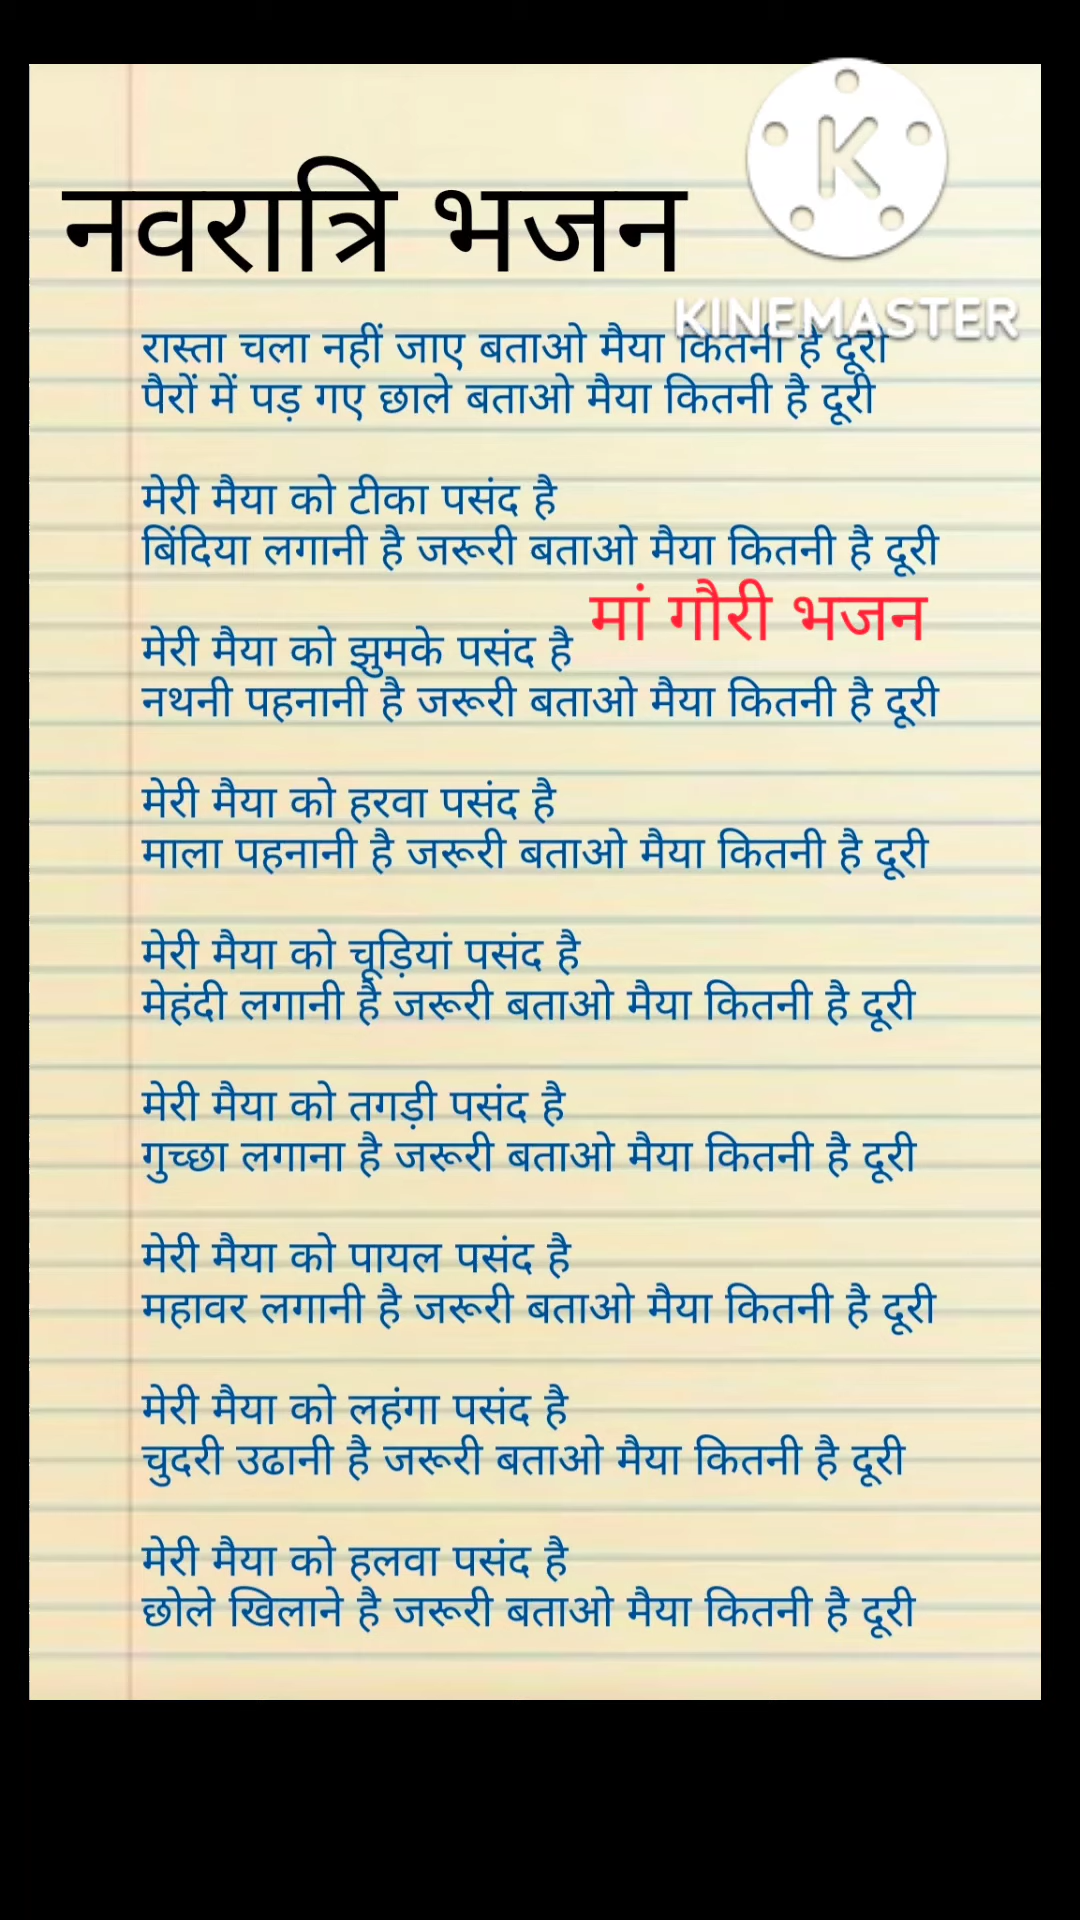 नवरात्रि भजन
KINEMASTER
रास्ता चला नहीं जाए बताओ मैया कितनी है दूरी
पैरों में पड़ गए छाले बताओ मैया कितनी है दूरी
मेरी मैया को टीका पसंद है
बिंदिया लगानी है जरूरी बताओ मैया कितनी है दूरी
मां गौरी भजन
मेरी मैया को झुमके पसंद है
नथनी पहनानी है जरूरी बताओ मैया कितनी है दूरी
मेरी मैया को हरवा पसंद है
माला पहनानी है जरूरी बताओ मैया कितनी है दूरी
मेरी मैया को चूड़ियां पसंद है
मेहंदी लगानी है जरूरी बताओ मैया कितनी है दूरी
मेरी मैया को तगड़ी पसंद है
गुच्छा लगाना है जरूरी बताओ मैया कितनी है दूरी
मेरी मैया को पायल पसंद है
महावर लगानी है जरूरी बताओ मैया कितनी है दूरी
मेरी मैया को लहंगा पसंद है
चुदरी उढानी है जरूरी बताओ मैया कितनी है दूरी
मेरी मैया को हलवा पसंद है
छोले खिलाने है जरूरी बताओ मैया कितनी है दूरी